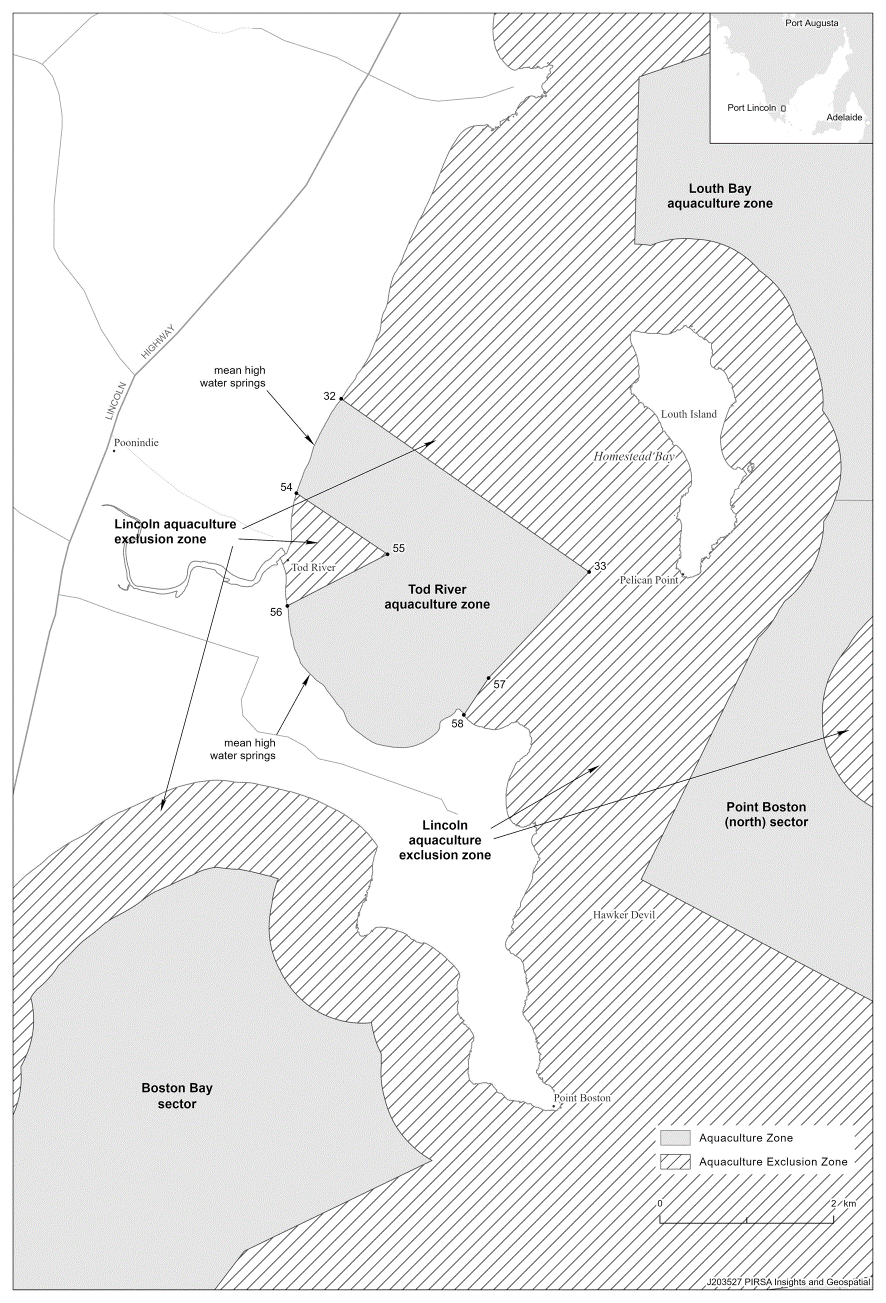 Port Augusta
Port Lincoln
Adelaide
Louth Bay
aquaculture zone
HIGHWAY
LINCOLN
mean high
water springs
32
Louth Island
Poonindie
Homestead Bay
54
Lincoln aquaculture
exclusion zone
55
Tod River
33
Pelican Point
Tod River
aquaculture zone
56
57
58
mean high
water springs
Point Boston
(north) sector
Lincoln
aquaculture
exclusion zone
Hawker Devil
Boston Bay
sector
Point Boston
Aquaculture Zone
Aquaculture Exclusion Zone
0 2 km
J203527 PIRSA Insights and Geospatial